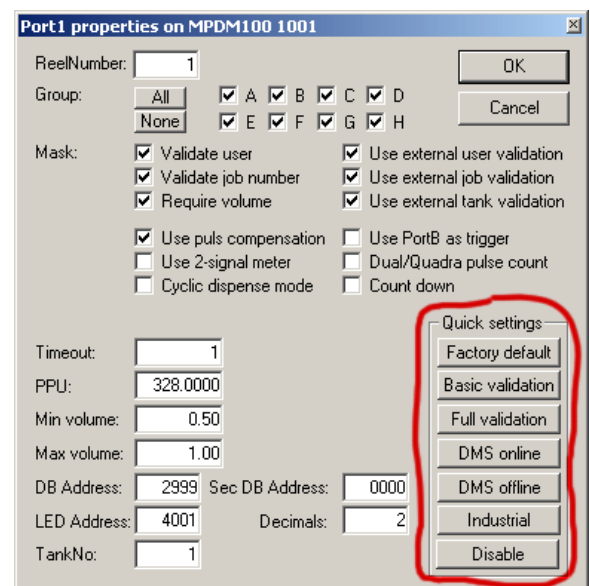 Port1 properties on MPDM100 1001
ReelNumber: 1
OK
Group: All A B C D
Cancel
None E F G H
Mask: Validate user Use external user validation
Validate job number Use external job validation
Require volume Use external tank validation
Use puls compensation Use PortB as trigger
Use 2-signal meter Dual/Quadra pulse count
Cyclic dispense mode Count down
Quick settings
Timeout: 1 Factory default
PPU: 328.0000 Basic validation
Min volume: 0.50 Full validation
Max volume: 1.00 DMS online
DB Address: 2999 Sec DB Address: 0000 DMS offline
LED Address: 4001 Decimals: 2 Industrial
TankNo: 1 Disable